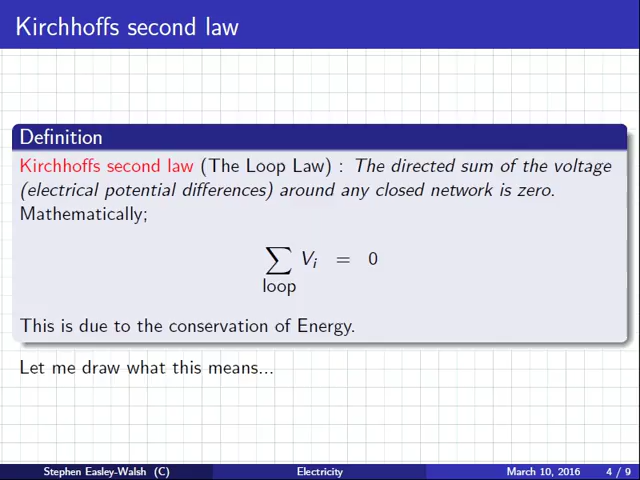 Kirchhoffs second law
Definition
Kirchhoffs second law (The Loop Law) : The directed sum of the voltage
(electrical potential differences) around any closed network is zero.
Mathematically;
∑ Vᵢ = 0
loop
This is due to the conservation of Energy.
Let me draw what this means...
Stephen Easley-Walsh (C) Electricity March 10, 2016 4 / 9